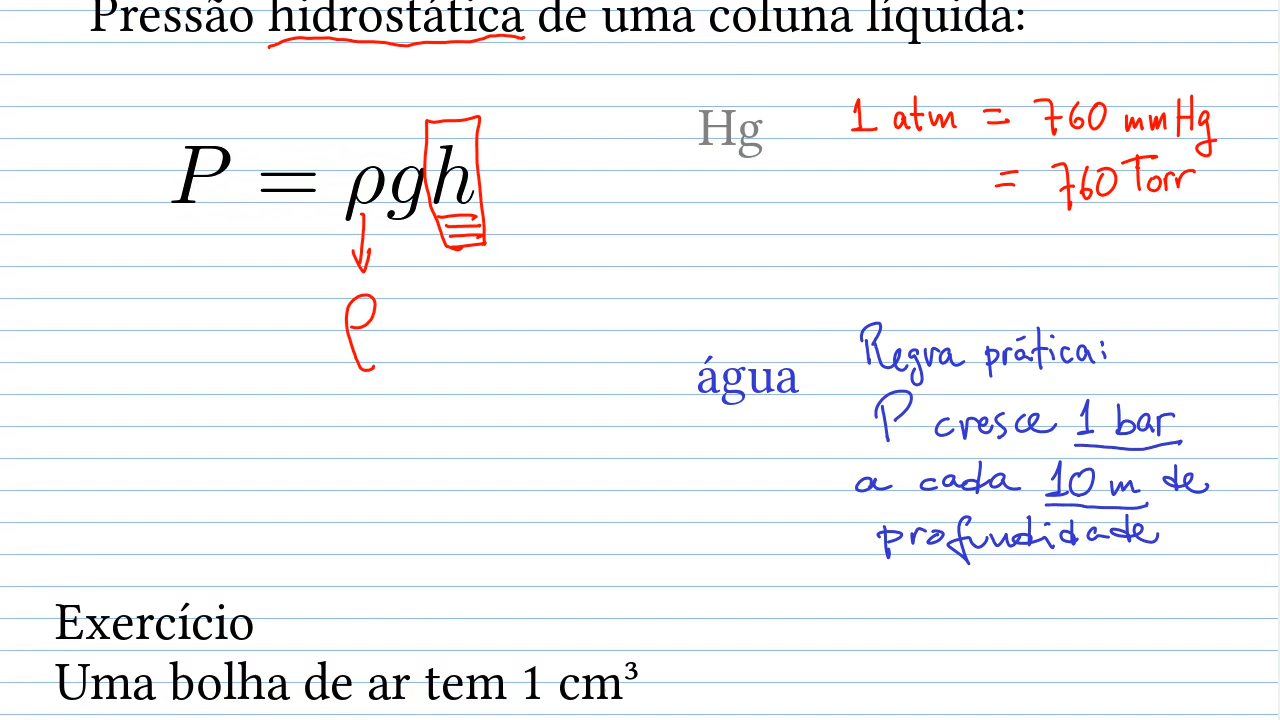 Pressão hidrostática de uma coluna líquida:
P = ρgh
ρ
Hg
1 atm = 760 mmHg
= 760 Torr
água
Regra prática:
P cresce 1 bar
a cada 10 m de
profundidade
Exercício
Uma bolha de ar tem 1 cm³